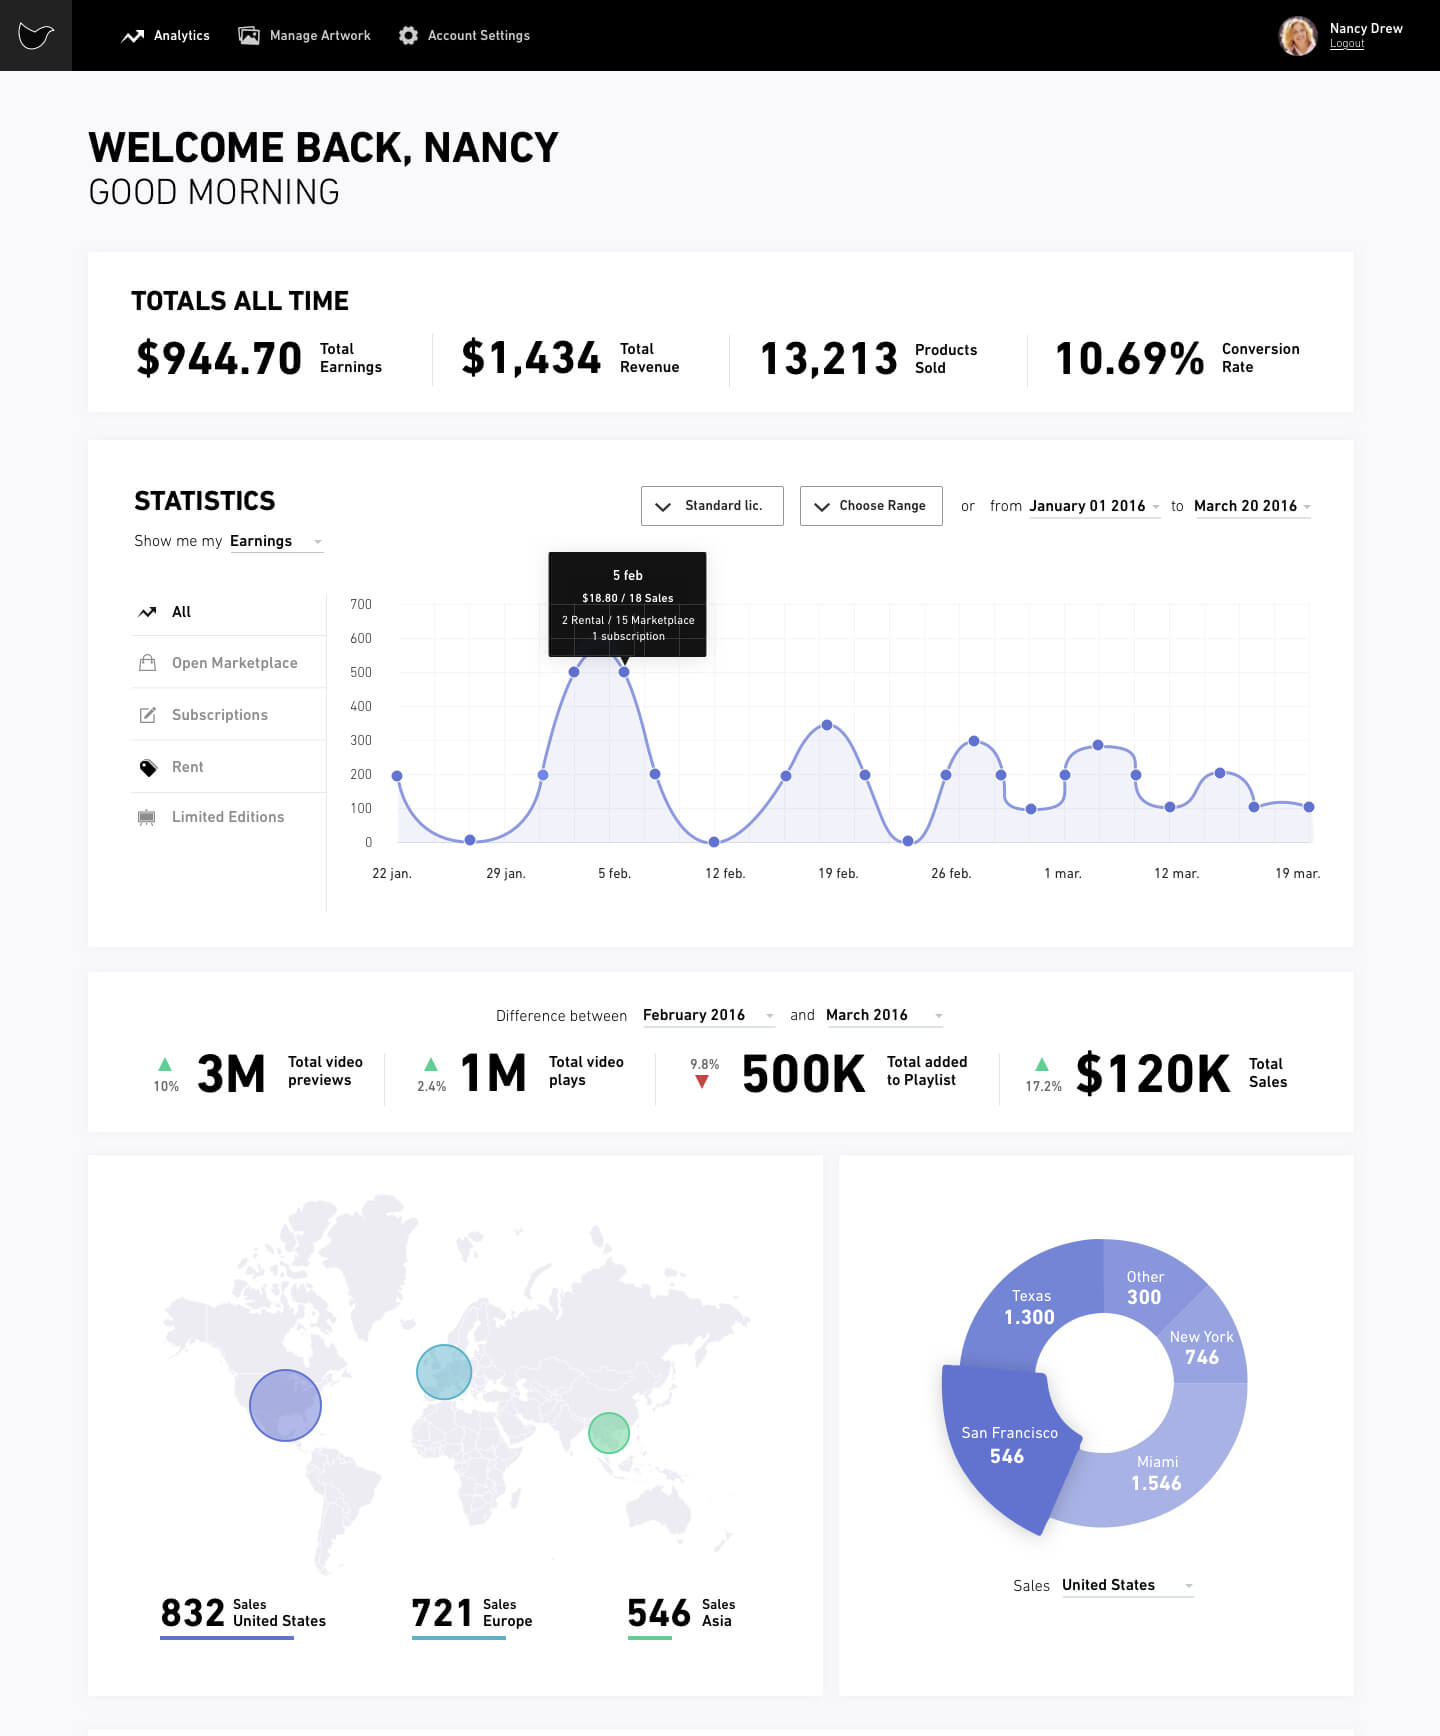 Analytics
Manage Artwork
Account Settings
Nancy Drew
Logout
WELCOME BACK, NANCY
GOOD MORNING
TOTALS ALL TIME
$944.70
Total
Earnings
$1,434
Total
Revenue
13,213
Products
Sold
10.69%
Conversion
Rate
STATISTICS
Standard lic.
Choose Range
or from January 01 2016 to March 20 2016
Show me my Earnings
All
Open Marketplace
Subscriptions
Rent
Limited Editions
5 feb
$18.80 / 18 Sales
2 Rental / 15 Marketplace
1 subscription
700
600
500
400
300
200
100
0
22 jan.
29 jan.
5 feb.
12 feb.
19 feb.
26 feb.
1 mar.
12 mar.
19 mar.
Difference between February 2016 and March 2016
10%
3M
Total video
previews
2.4%
1M
Total video
plays
9.8%
500K
Total added
to Playlist
17.2%
$120K
Total
Sales
832
Sales
United States
721
Sales
Europe
546
Sales
Asia
Other
300
Texas
1.300
New York
746
San Francisco
546
Miami
1.546
Sales United States